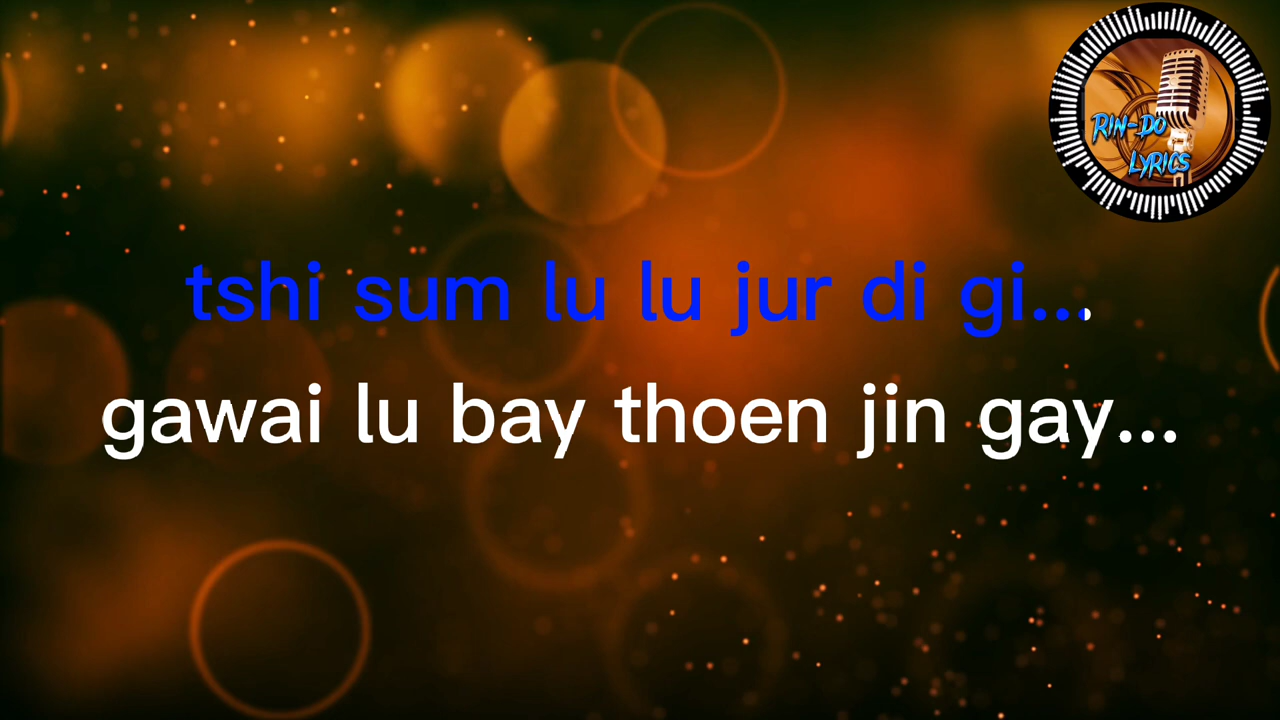 RIN-DO
LYRICS
tshi sum lu lu jur di gi...
gawai lu bay thoen jin gay...